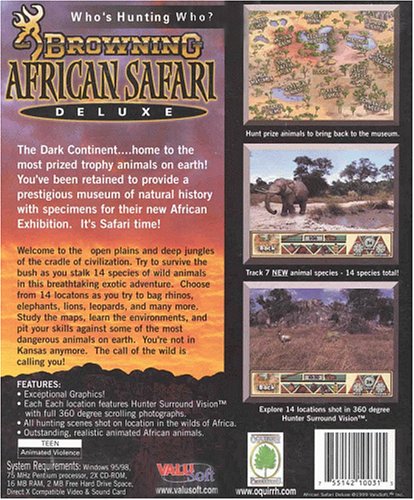 Who's Hunting Who?
BROWNING
AFRICAN SAFARI
DELUXE
The Dark Continent....home to the
most prized trophy animals on earth!
You've been retained to provide a
prestigious museum of natural history
with specimens for their new African
Exhibition. It's Safari time!
Welcome to the open plains and deep jungles
of the cradle of civilization. Try to survive the
bush as you stalk 14 species of wild animals
in this breathtaking exotic adventure. Choose
from 14 locatons as you try to bag rhinos,
elephants, lions, leopards, and many more.
Study the maps, learn the environments, and
pit your skills against some of the most
dangerous animals on earth. You're not in
Kansas anymore. The call of the wild is
calling you!
FEATURES:
• Exceptional Graphics!
• Each Each location features Hunter Surround Vision™
with full 360 degree scrolling photographs.
• All hunting scenes shot on location in the wilds of Africa.
• Outstanding, realistic animated African animals.
TEEN
Animated Violence
System Requirements: Windows 95/98,
75 MHz Pentium processor, 2X CD-ROM,
16 MB RAM, 2 MB Free Hard Drive Space,
Direct X Compatible Video & Sound Card
VALUSoft
www.valusoft.com
Hunt prize animals to bring back to the museum.
Back
Track 7 NEW animal species - 14 species total!
Back
Explore 14 locations shot in 360 degree
Hunter Surround Vision™
www.oquirrh.com
7 55142 10031 3
African Safari Deluxe ©1999 ValuSoft™